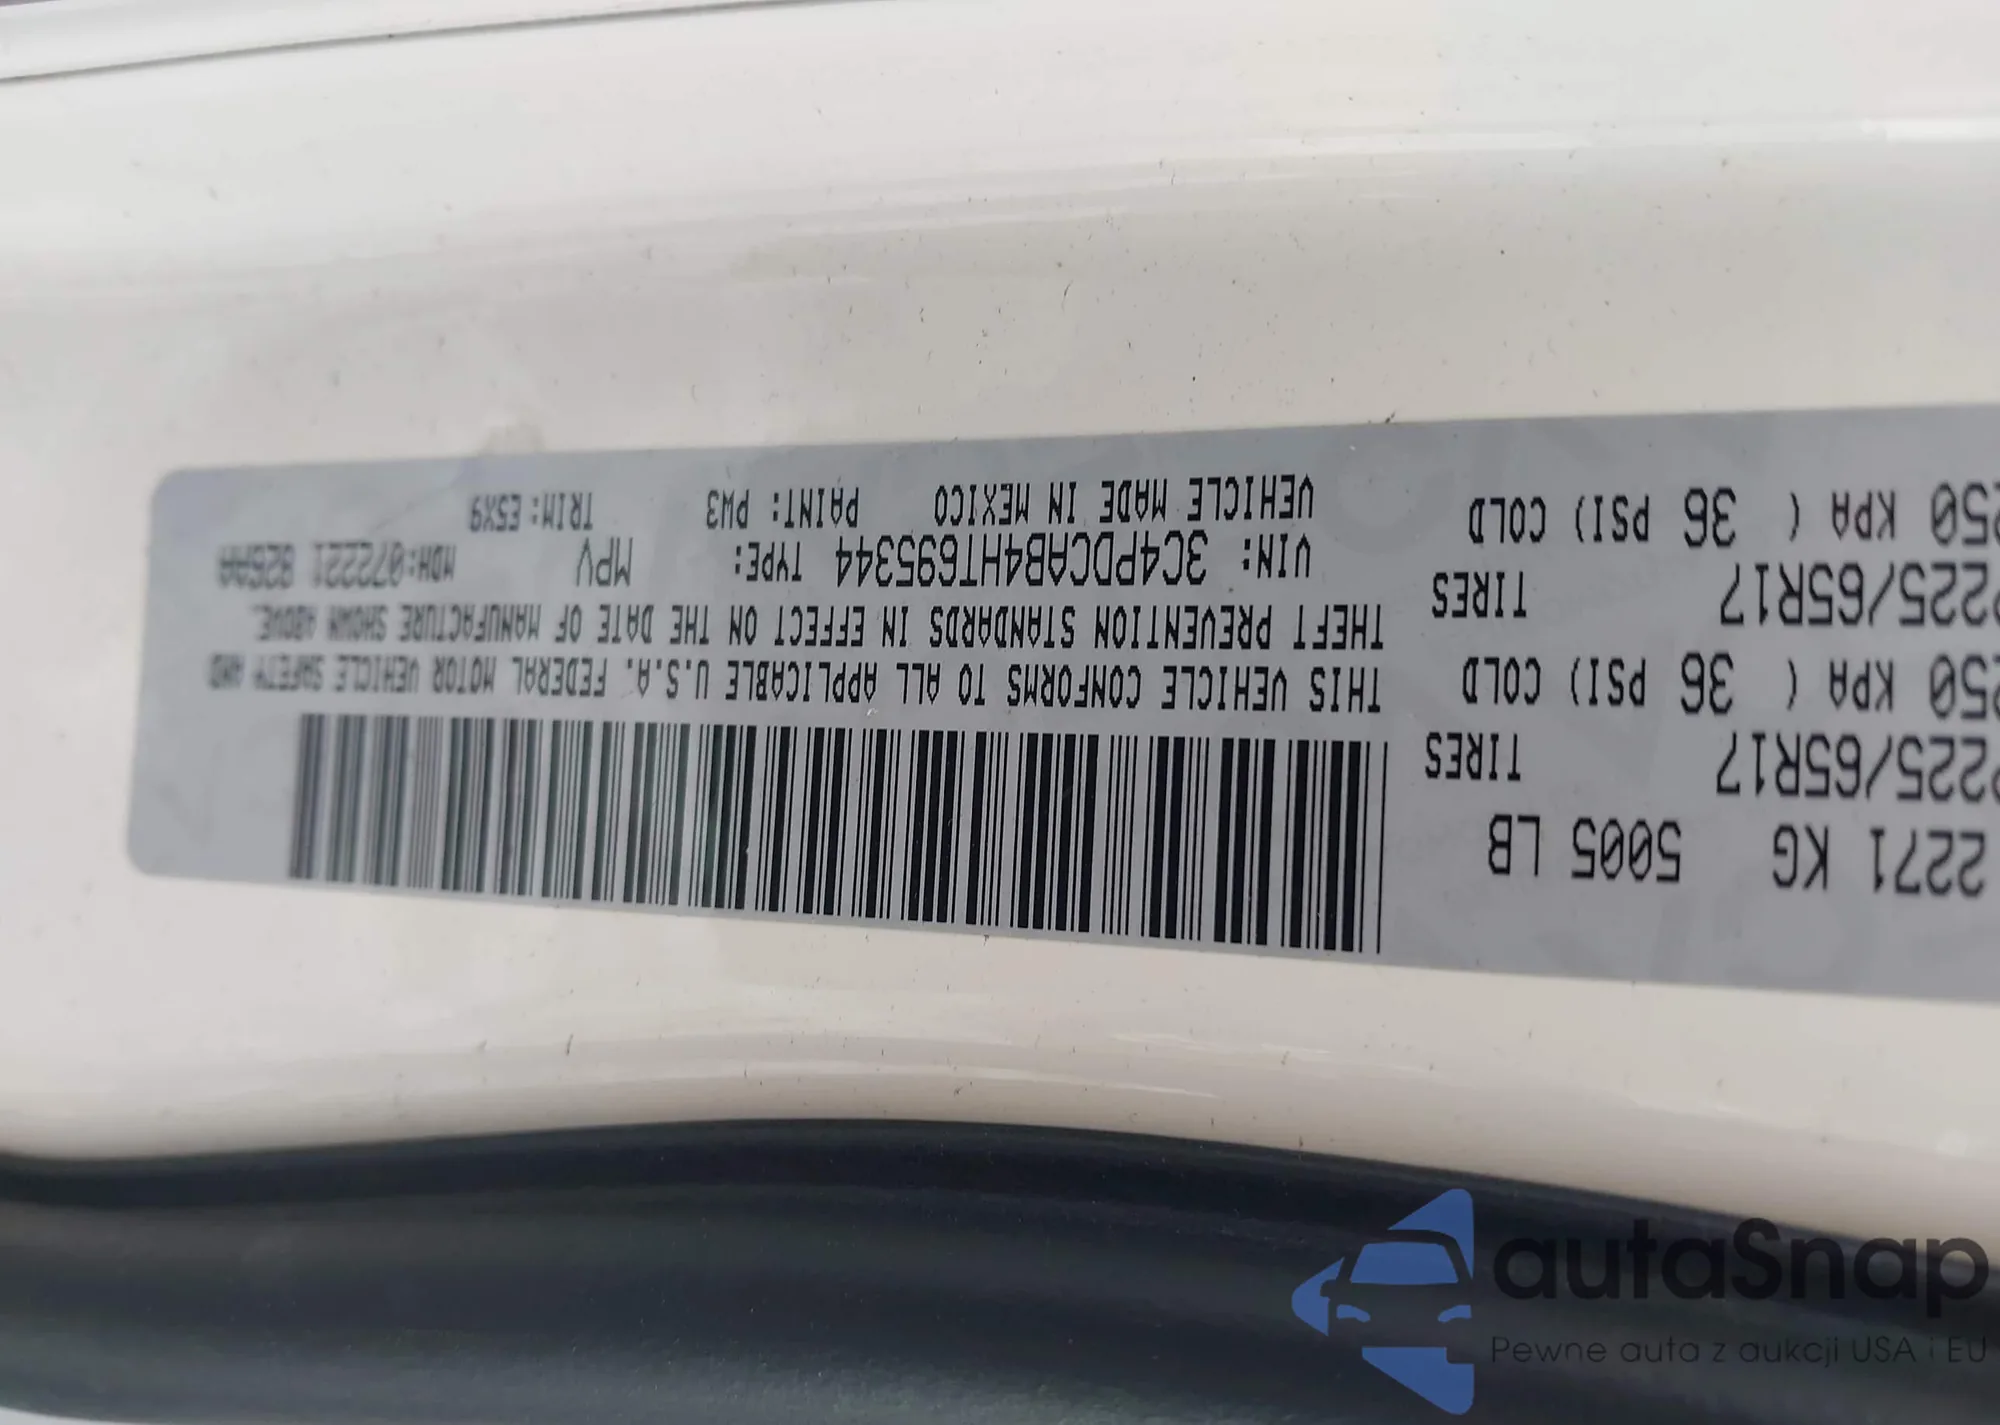 2271 KG 5005 LB
P225/65R17 TIRES
250 KPA ( 36 PSI) COLD
P225/65R17 TIRES
250 KPA ( 36 PSI) COLD
THIS VEHICLE CONFORMS TO ALL APPLICABLE U.S.A. FEDERAL MOTOR VEHICLE SAFETY AND
THEFT PREVENTION STANDARDS IN EFFECT ON THE DATE OF MANUFACTURE SHOWN ABOVE.
VIN: 3C4PDCAB4HT695344 TYPE: MPV MDH:072221 826AA
VEHICLE MADE IN MEXICO PAINT: PW3 TRIM: E5X9
autaSnap
Pewne auta z aukcji USA i EU